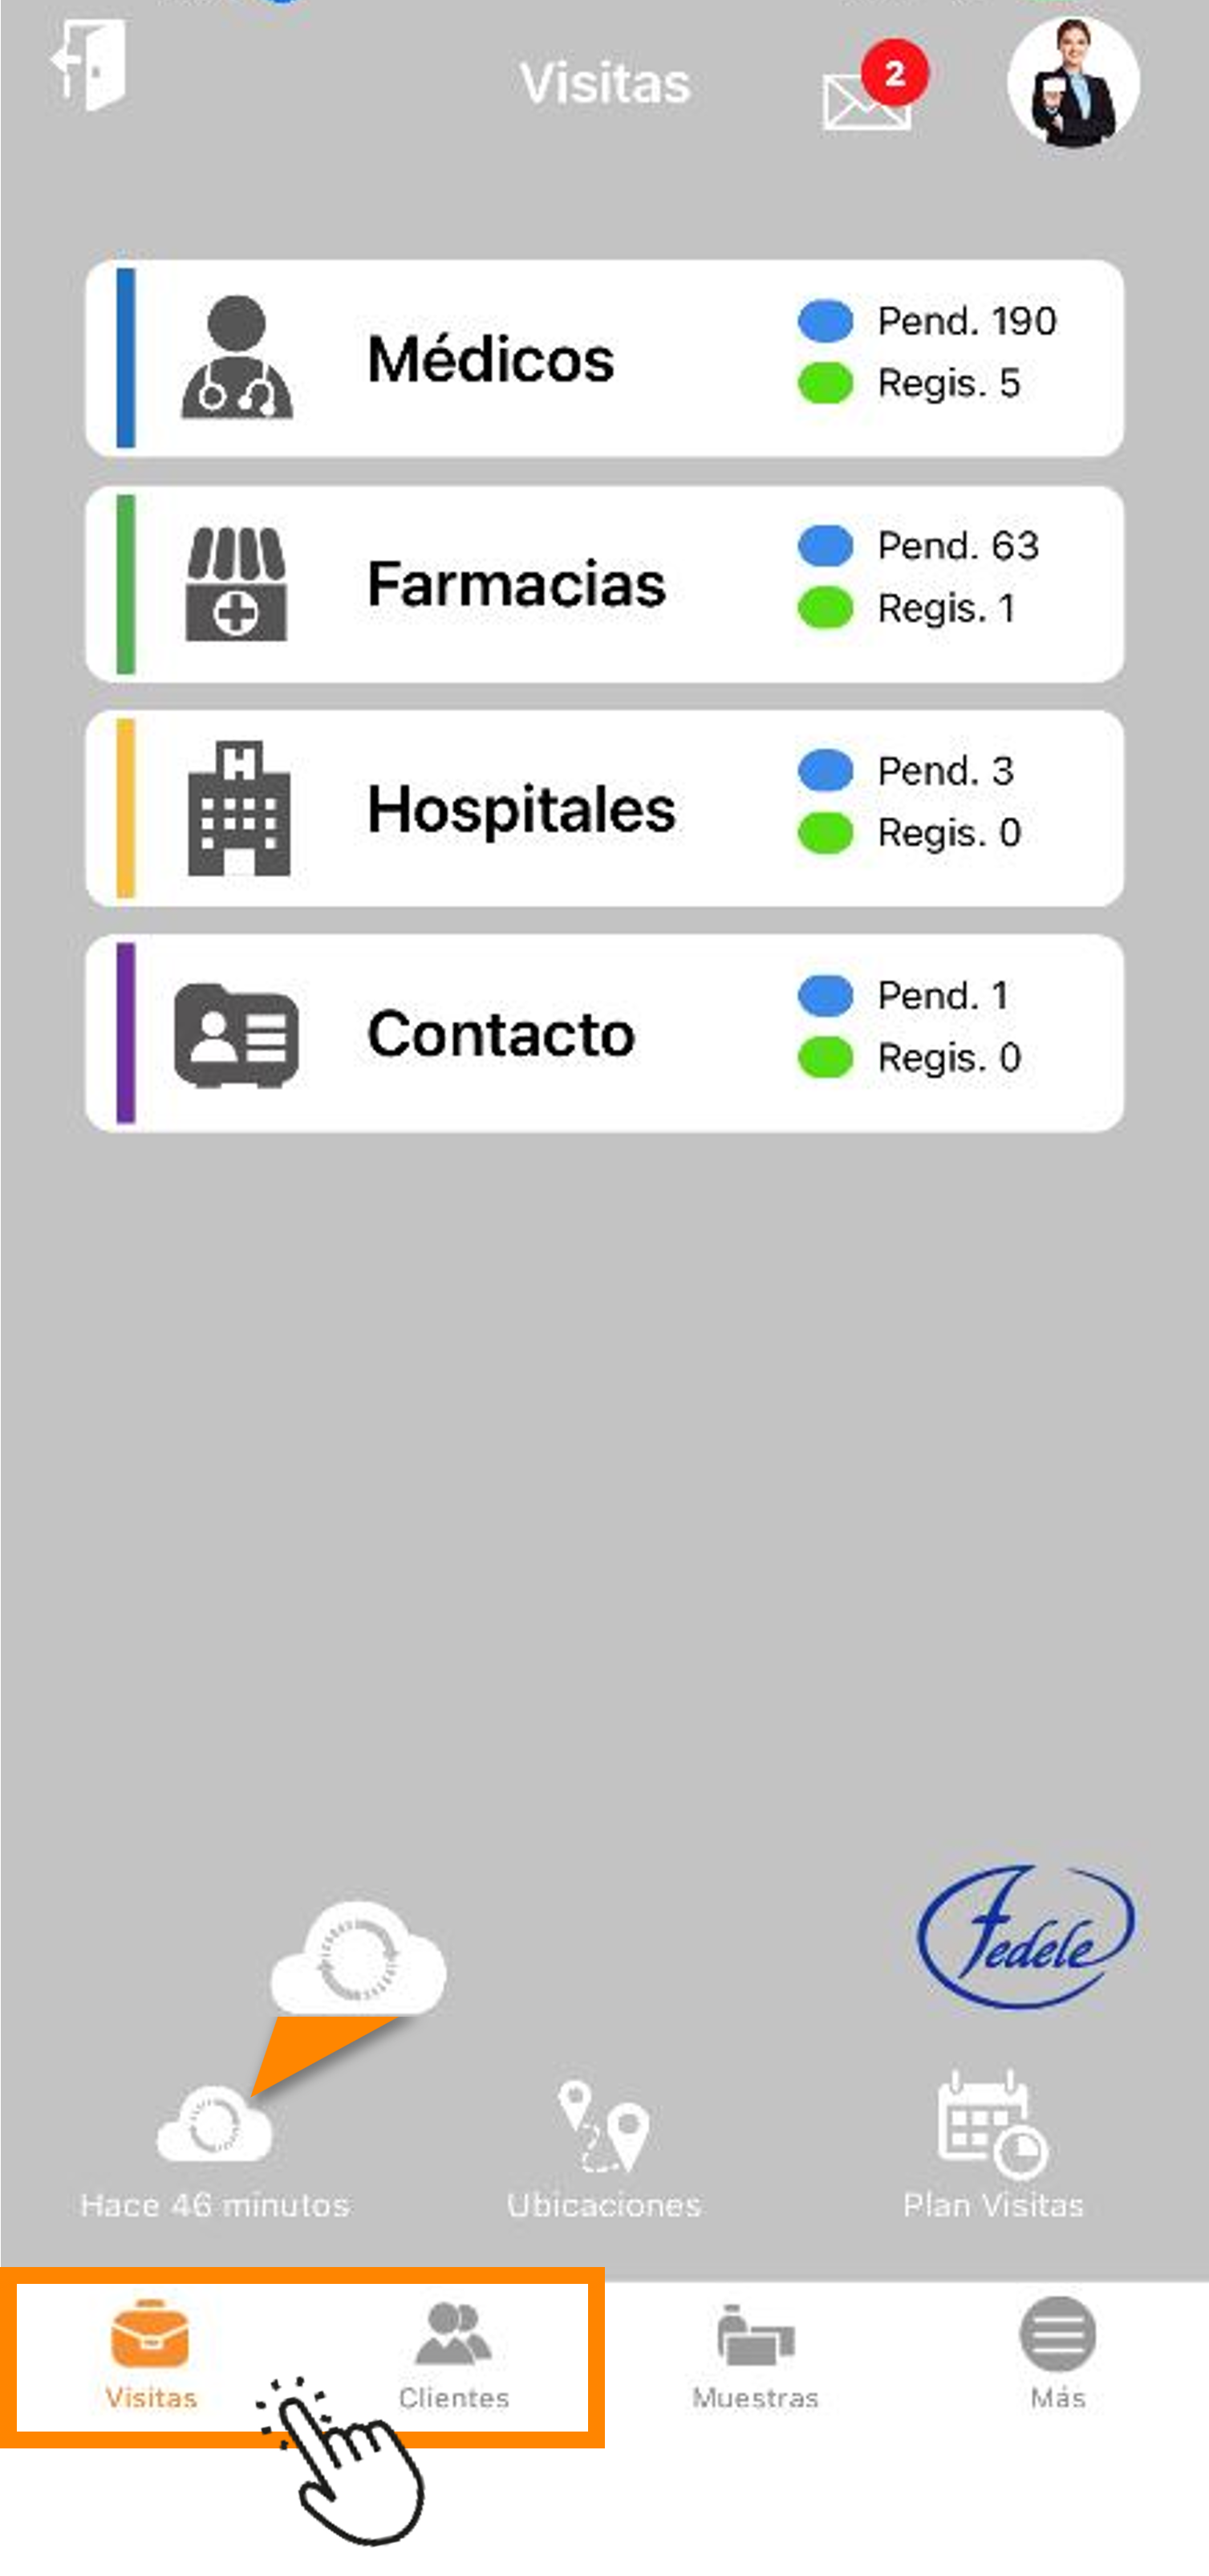 Visitas
2
Médicos
Pend. 190
Regis. 5
Farmacias
Pend. 63
Regis. 1
H
Hospitales
Pend. 3
Regis. 0
Contacto
Pend. 1
Regis. 0
fedele
Hace 46 minutos
Ubicaciones
Plan Visitas
Visitas
Clientes
Muestras
Más